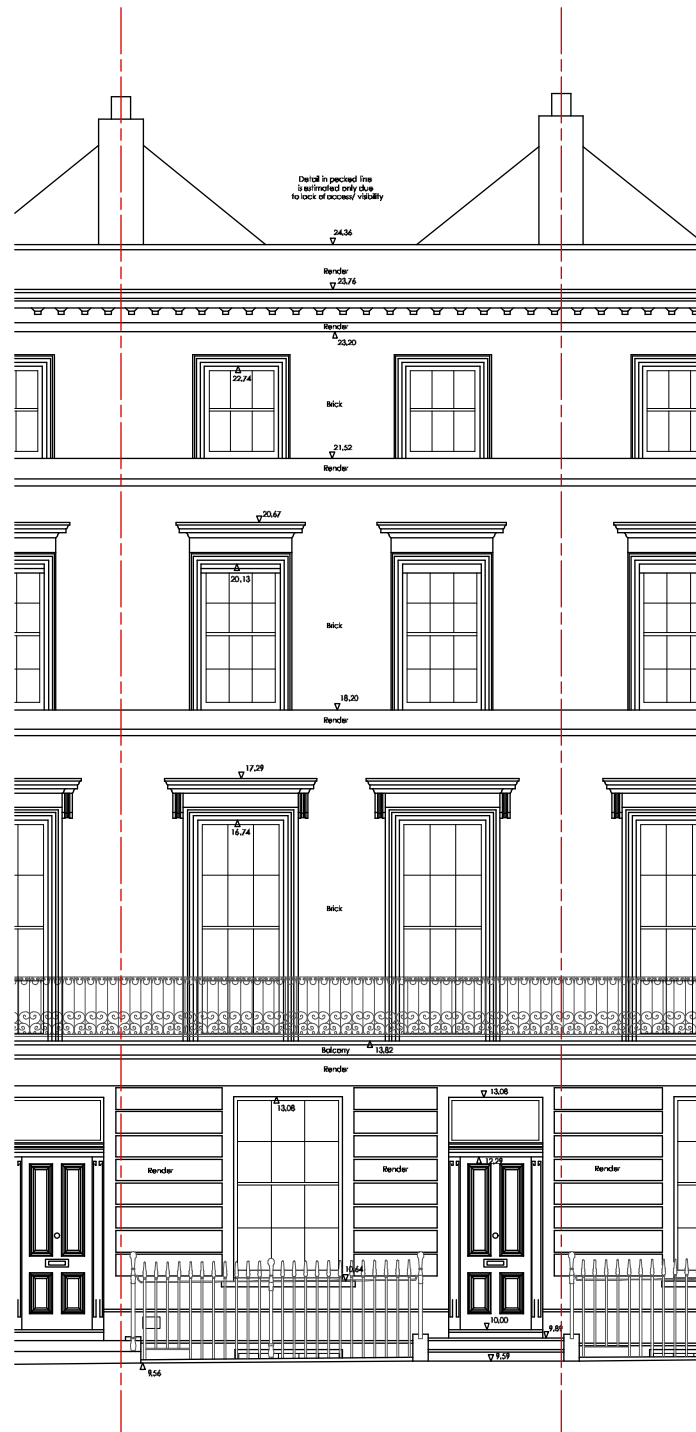 Detail in pecked line
is estimated only due
to lack of access/ visibility
24.36
Render
23.76
Render
23.20
22.74
Brick
21.52
Render
20.67
20.13
Brick
18.20
Render
17.29
16.74
Brick
Balcony
13.82
Render
13.08
13.08
Render
Render
12.29
Render
10.64
10.00
9.89
9.59
9.56